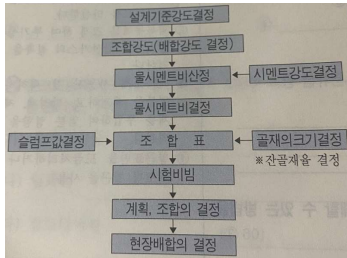 설계기준강도결정
조합강도(배합강도 결정)
물시멘트비산정
시멘트강도결정
물시멘트비결정
슬럼프값결정
조 합 표
골재의크기결정
※잔골재율 결정
시험비빔
계획, 조합의 결정
현장배합의 결정